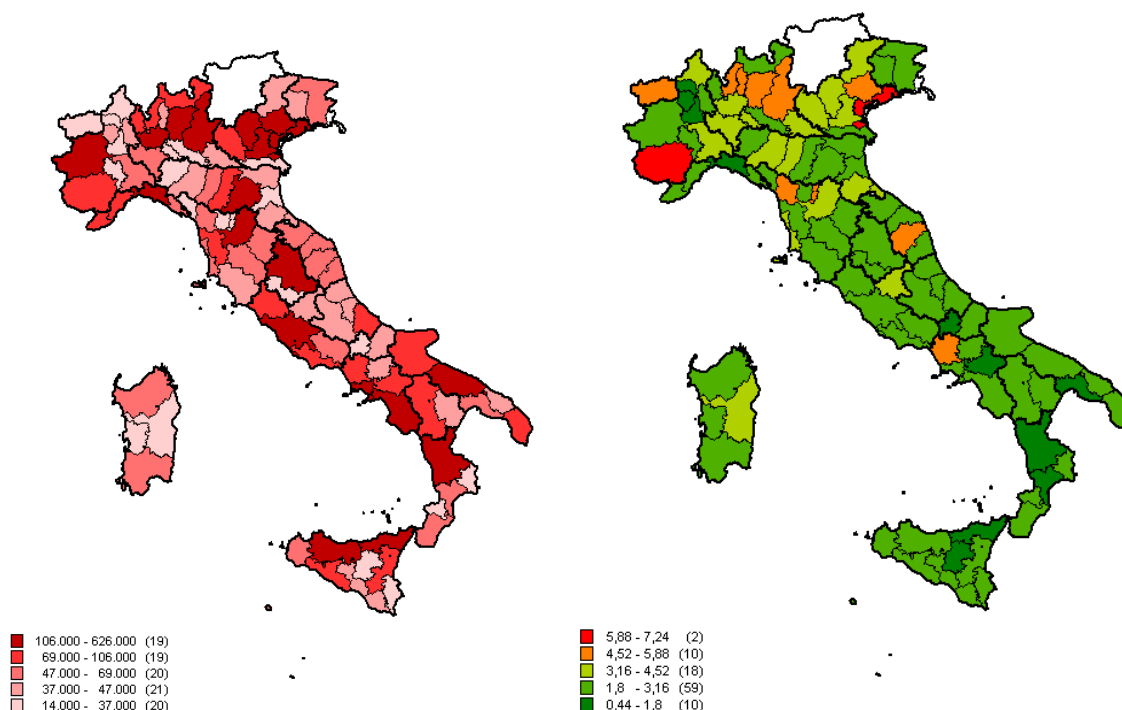 106.000 - 626.000 (19)
69.000 - 106.000 (19)
47.000 - 69.000 (20)
37.000 - 47.000 (21)
14.000 - 37.000 (20)
5,88 - 7,24 (2)
4,52 - 5,88 (10)
3,16 - 4,52 (18)
1,8 - 3,16 (59)
0,44 - 1,8 (10)